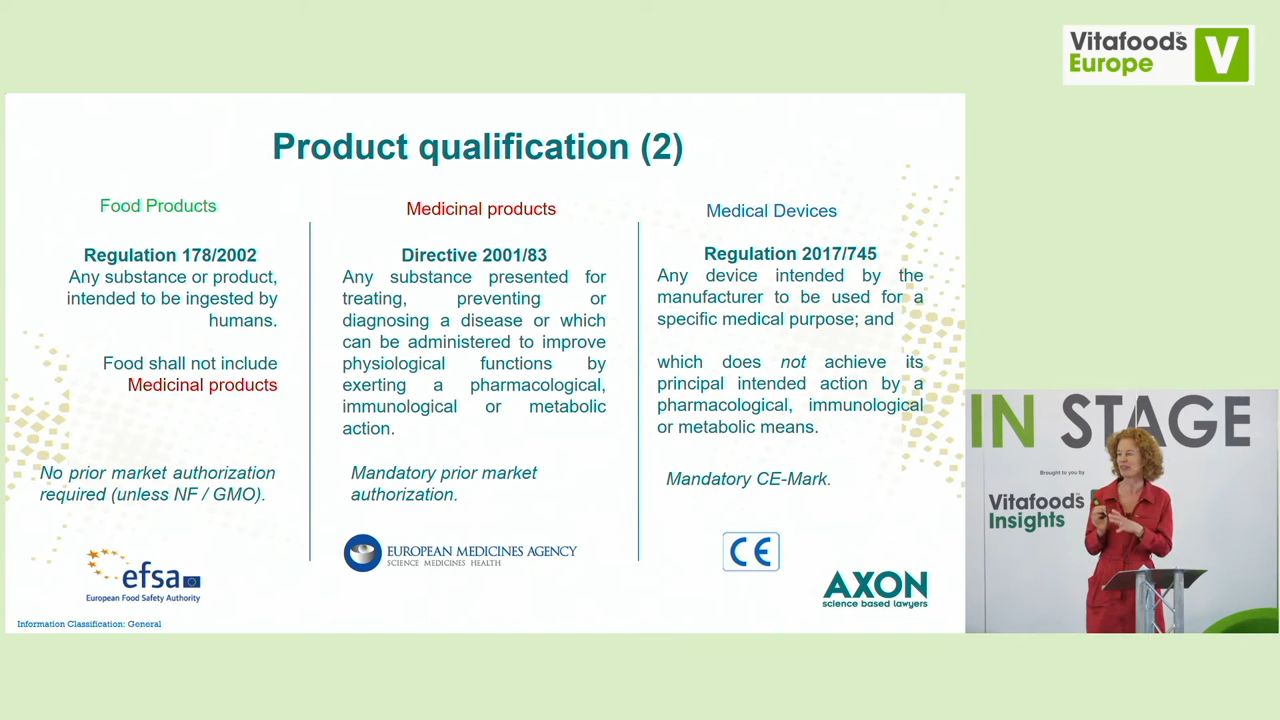 Vitafoods™
Europe
V
Product qualification (2)
Food Products
Regulation 178/2002
Any substance or product,
intended to be ingested by
humans.
Food shall not include
Medicinal products
No prior market authorization
required (unless NF / GMO).
efsa
European Food Safety Authority
Medicinal products
Directive 2001/83
Any substance presented for
treating, preventing or
diagnosing a disease or which
can be administered to improve
physiological functions by
exerting a pharmacological,
immunological or metabolic
action.
Mandatory prior market
authorization.
EUROPEAN MEDICINES AGENCY
SCIENCE MEDICINES HEALTH
Medical Devices
Regulation 2017/745
Any device intended by the
manufacturer to be used for a
specific medical purpose; and
which does not achieve its
principal intended action by a
pharmacological, immunological
or metabolic means.
Mandatory CE-Mark.
CE
AXON
science based lawyers
Information Classification: General
IN STAGE
Brought to you by
Vitafoods
Insights